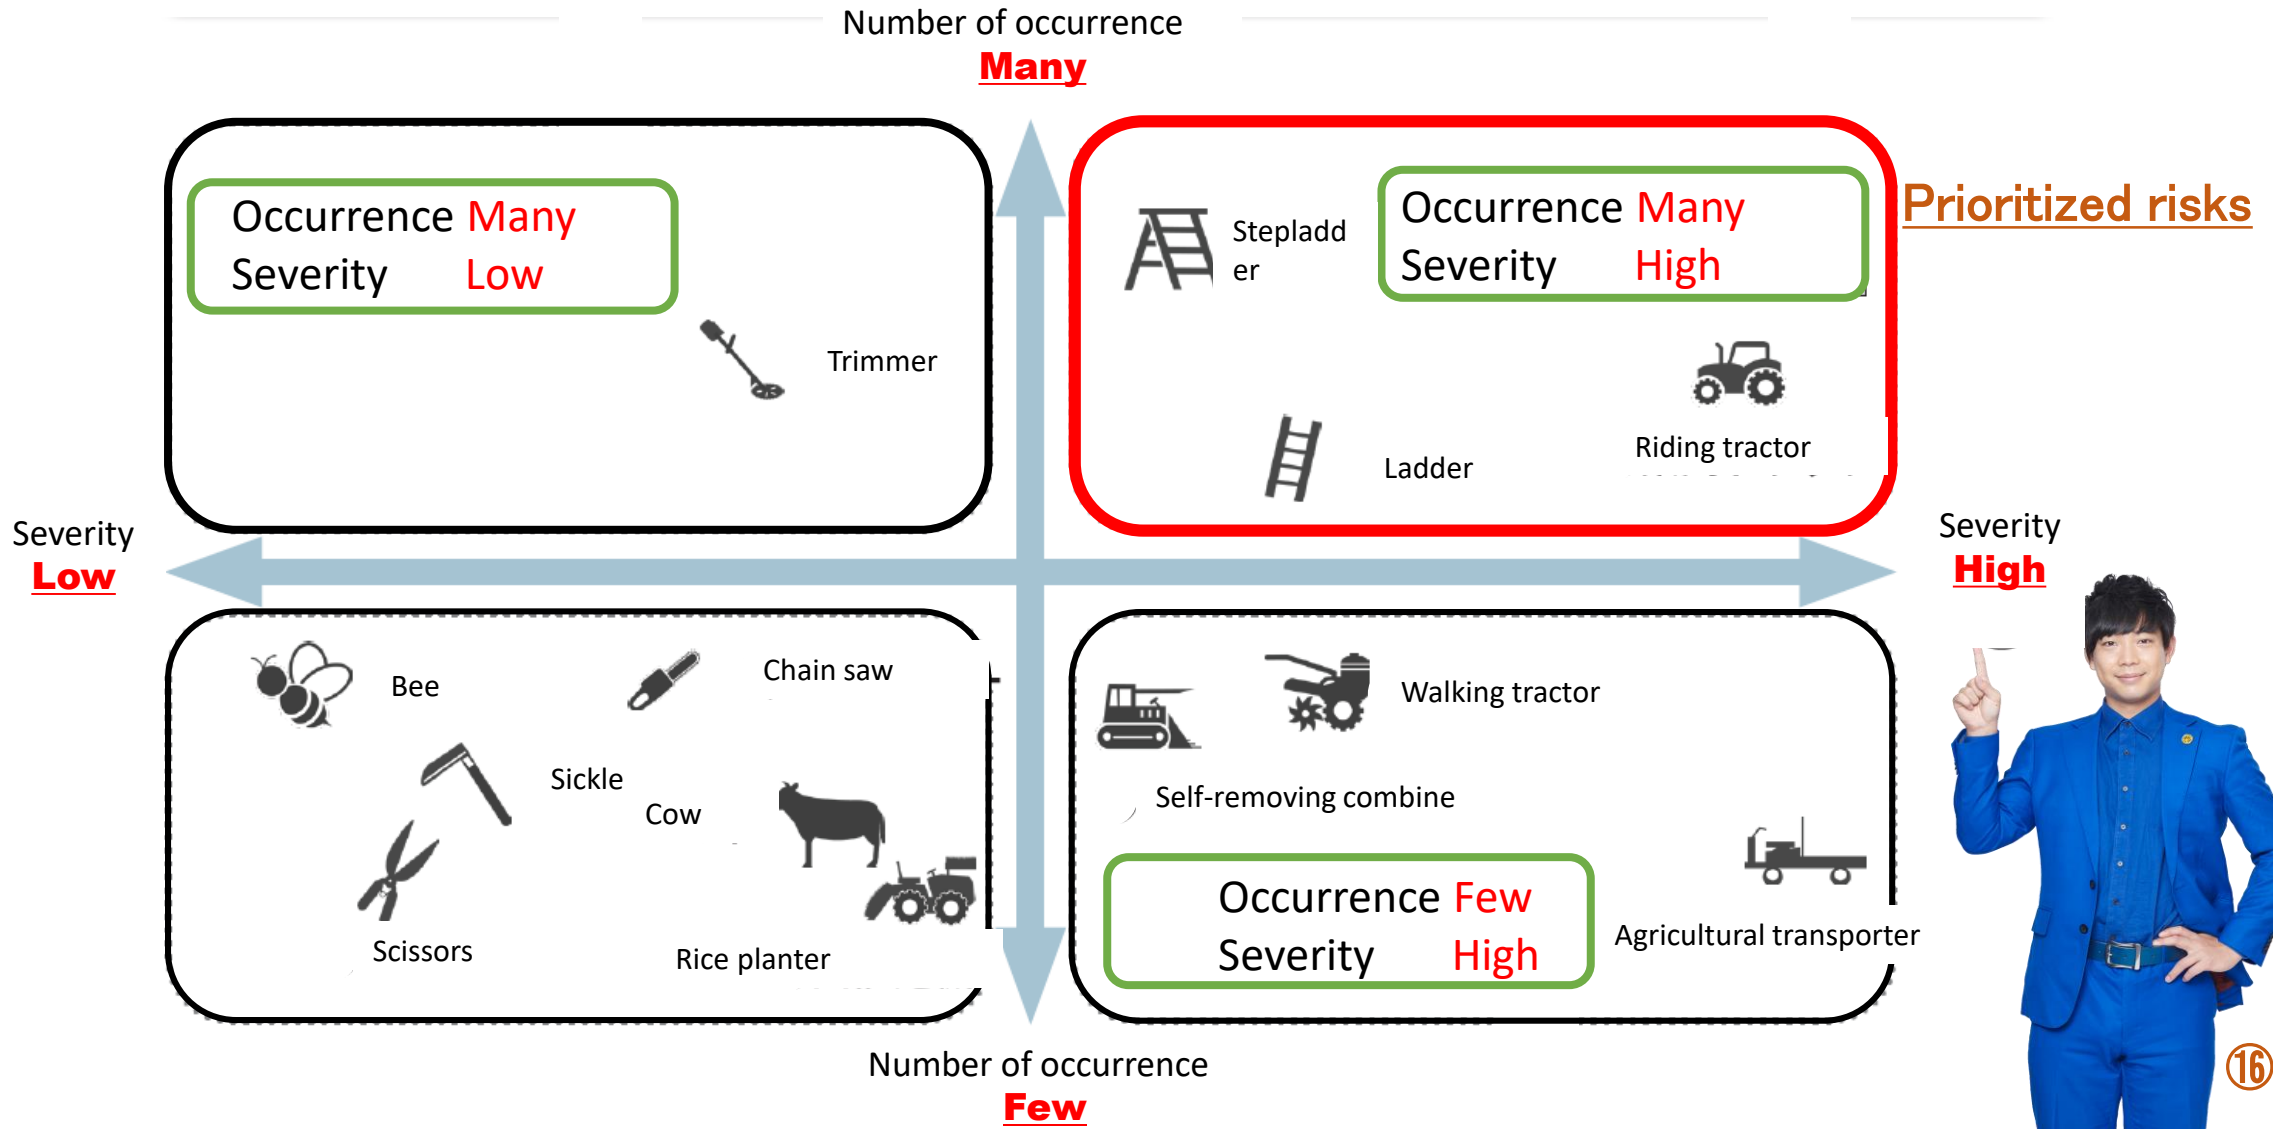 Number of occurrence
Many
Occurrence Many
Severity Low
Stepladd
er
Occurrence Many
Severity High
Prioritized risks
Trimmer
Riding tractor
Ladder
Severity
Low
Severity
High
Bee
Chain saw
Walking tractor
Sickle
Cow
Self-removing combine
Occurrence Few
Severity High
Agricultural transporter
Scissors
Rice planter
Number of occurrence
Few
⑯